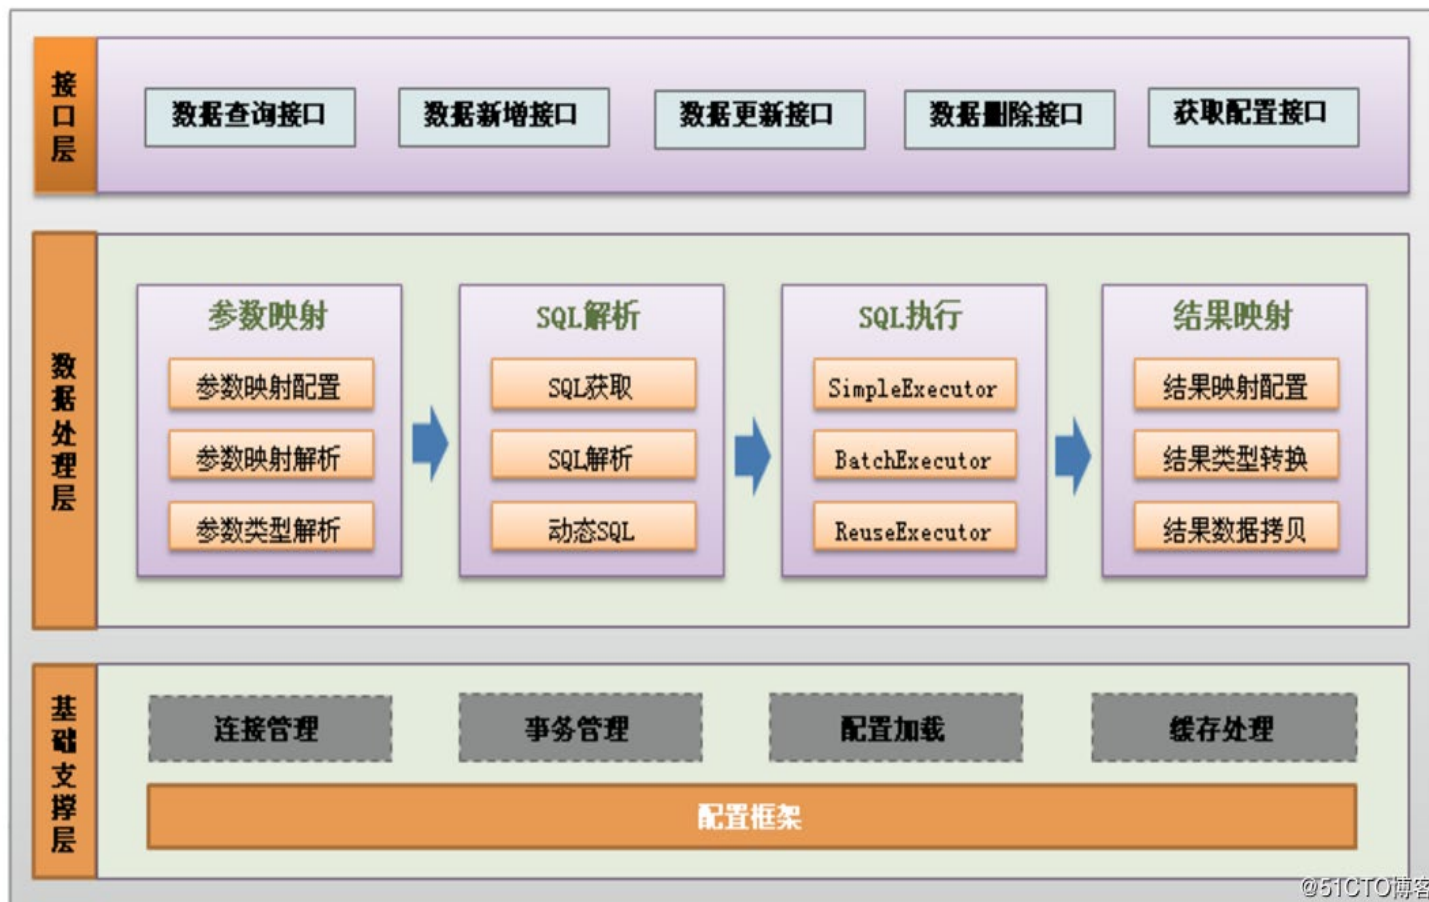 接口层
数据查询接口
数据新增接口
数据更新接口
数据删除接口
获取配置接口
数据处理层
参数映射
参数映射配置
参数映射解析
参数类型解析
SQL解析
SQL获取
SQL解析
动态SQL
SQL执行
SimpleExecutor
BatchExecutor
ReuseExecutor
结果映射
结果映射配置
结果类型转换
结果数据拷贝
基础支撑层
连接管理
事务管理
配置加载
缓存处理
配置框架
@51CTO博客